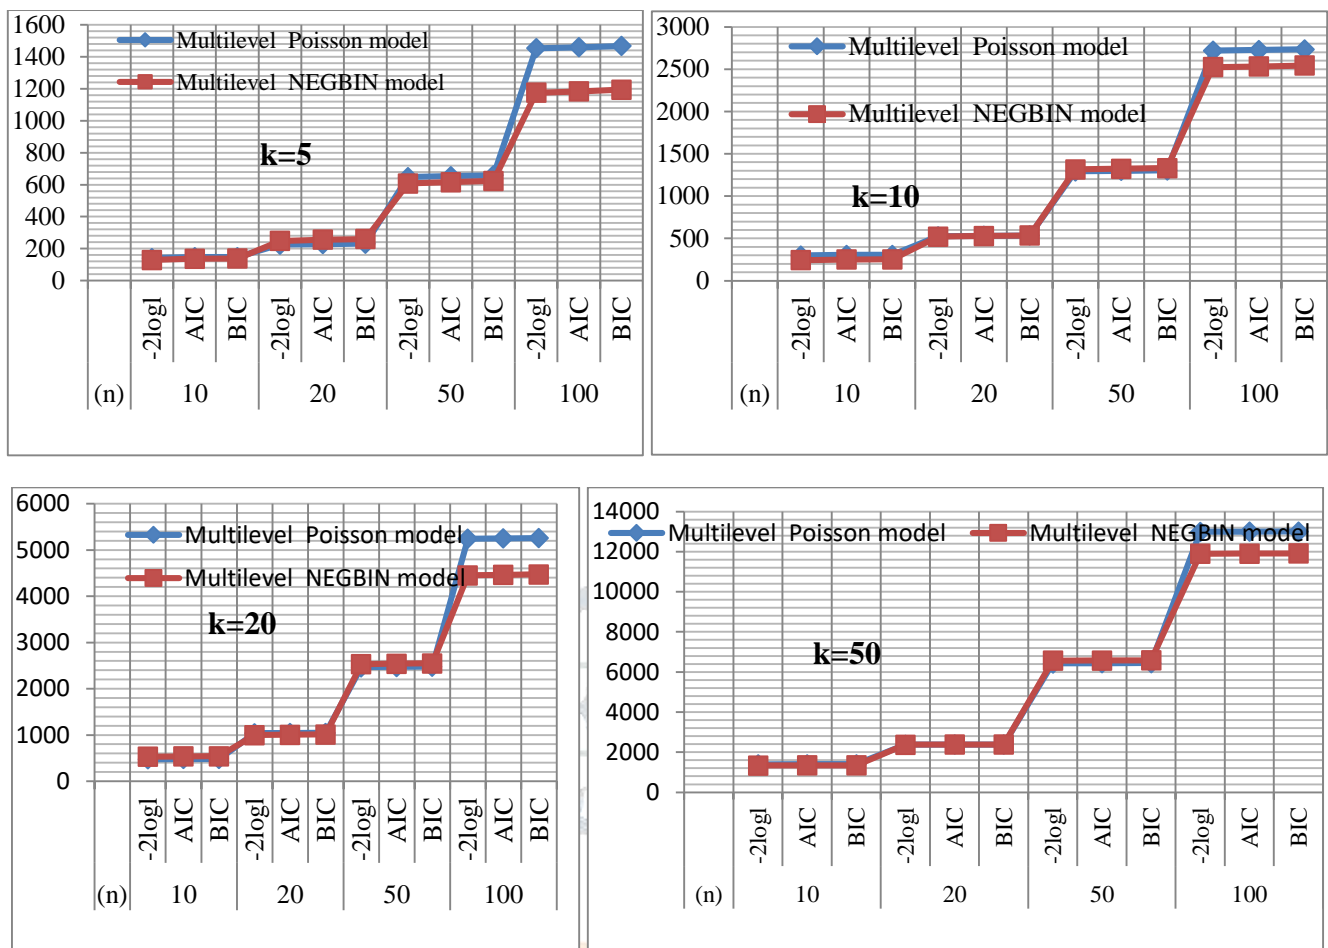 1600
1400
1200
1000
800
600
400
200
0
Multilevel Poisson model
Multilevel NEGBIN model
k=5
-2logl AIC BIC -2logl AIC BIC -2logl AIC BIC -2logl AIC BIC
(n) 10 20 50 100
3000
2500
2000
1500
1000
500
0
Multilevel Poisson model
Multilevel NEGBIN model
k=10
-2logl AIC BIC -2logl AIC BIC -2logl AIC BIC -2logl AIC BIC
(n) 10 20 50 100
6000
5000
4000
3000
2000
1000
0
Multilevel Poisson model
Multilevel NEGBIN model
k=20
-2logl AIC BIC -2logl AIC BIC -2logl AIC BIC -2logl AIC BIC
(n) 10 20 50 100
14000
12000
10000
8000
6000
4000
2000
0
Multilevel Poisson model Multilevel NEGBIN model
k=50
-2logl AIC BIC -2logl AIC BIC -2logl AIC BIC -2logl AIC BIC
(n) 10 20 50 100